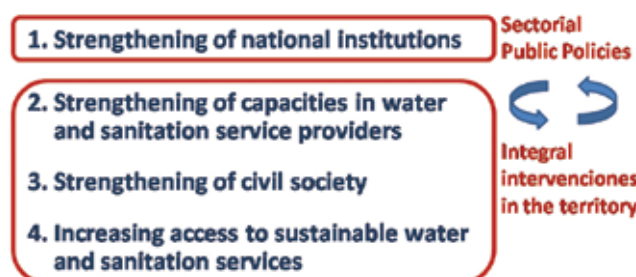 1. Strengthening of national institutions
Sectorial
Public Policies
2. Strengthening of capacities in water
and sanitation service providers
3. Strengthening of civil society
4. Increasing access to sustainable water
and sanitation services
Integral
intervenciones
in the territory